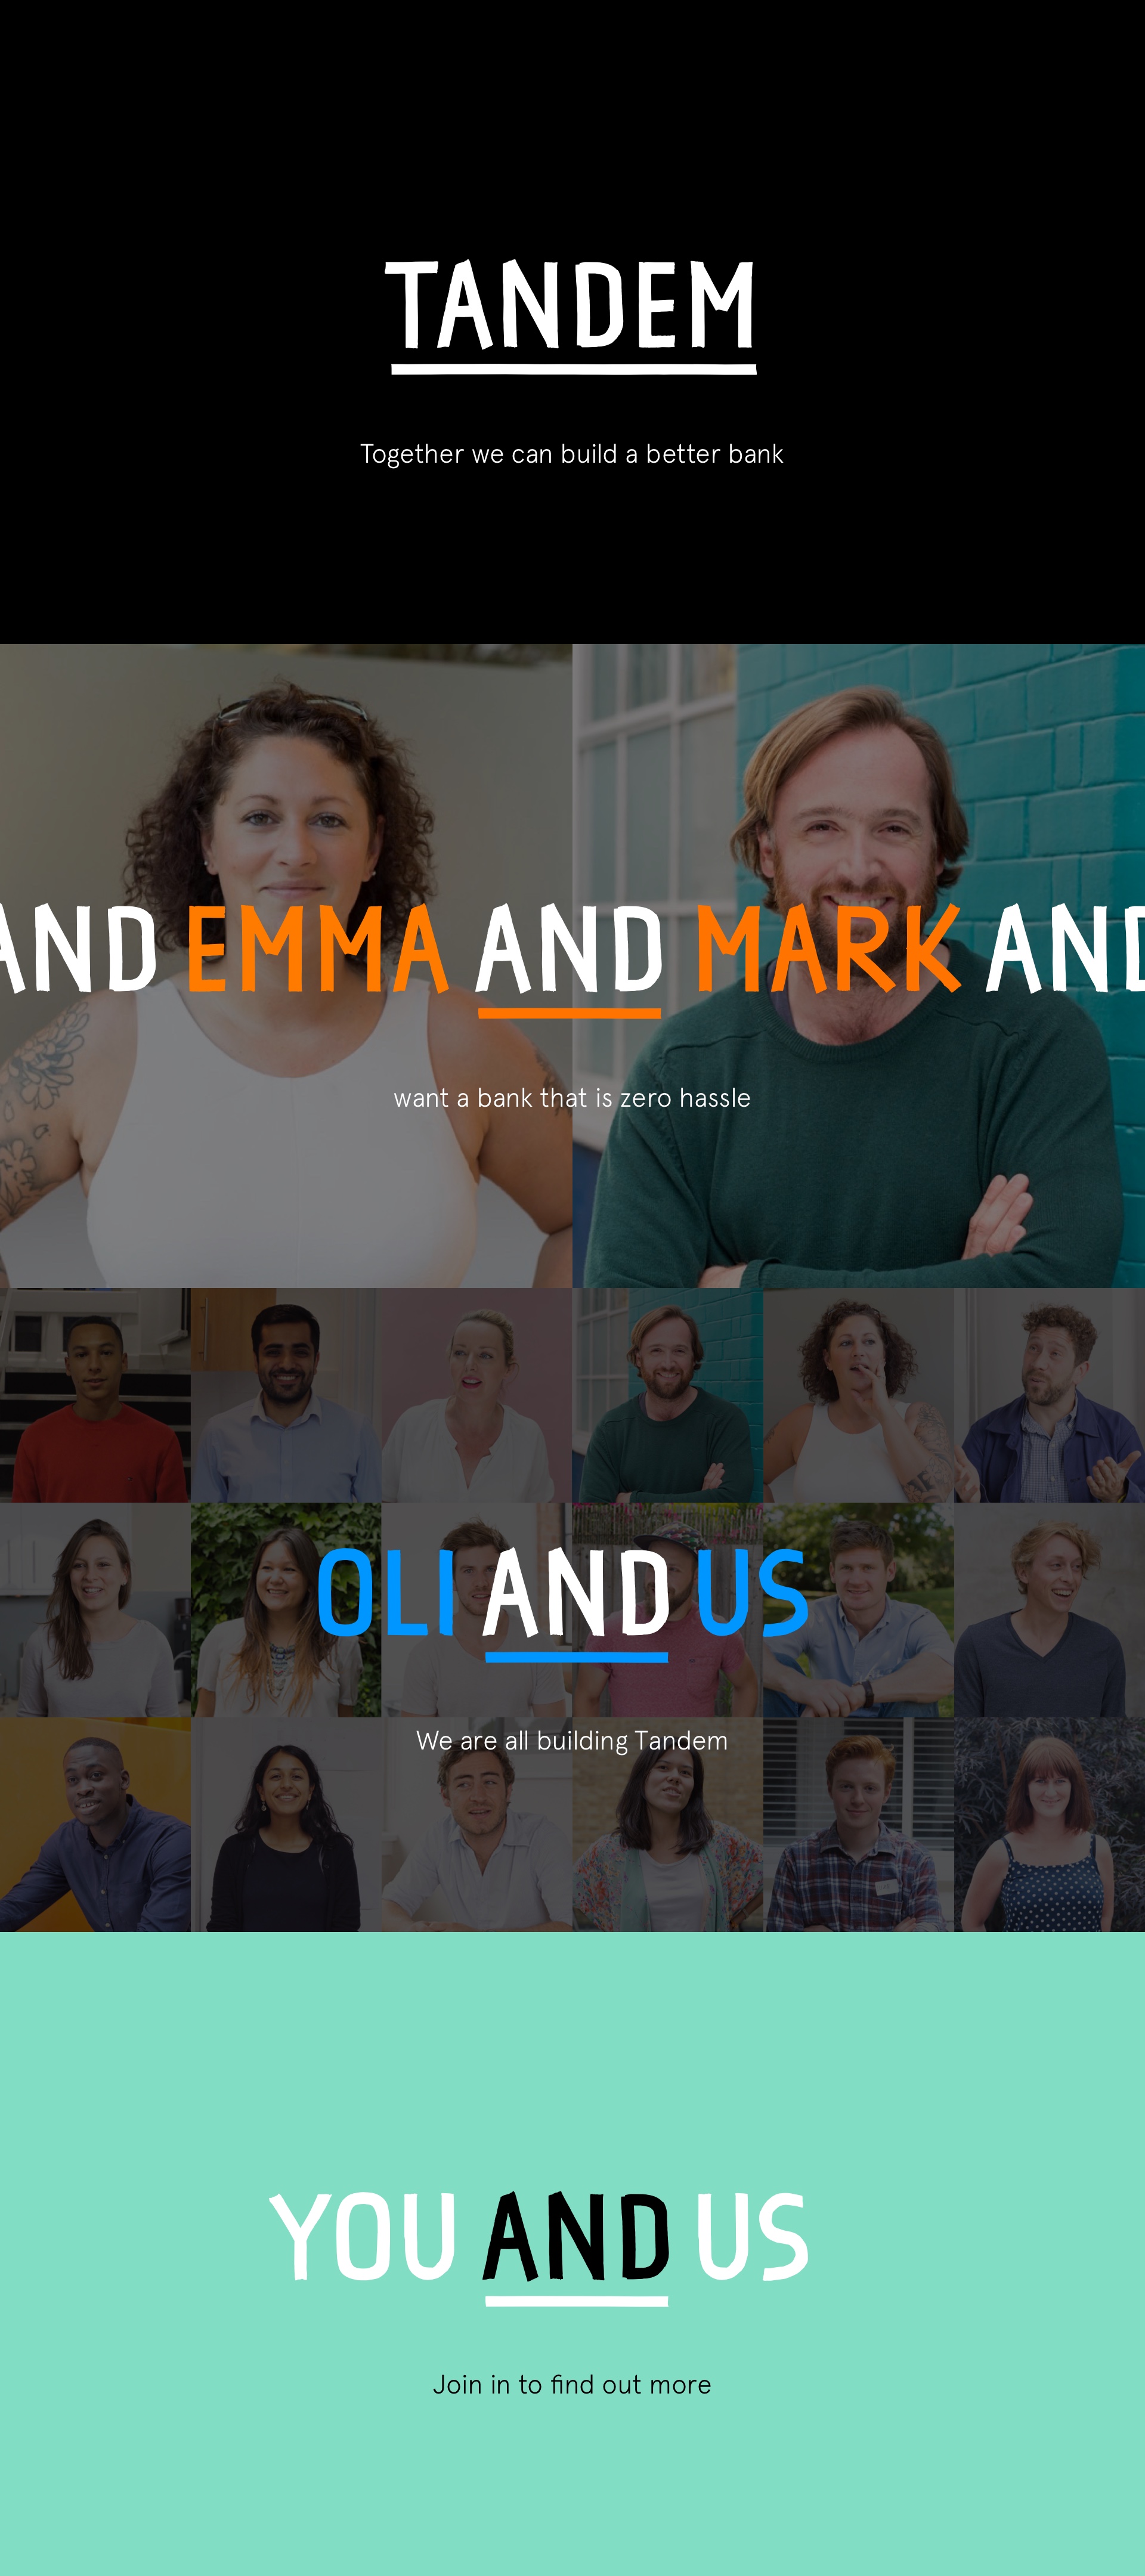 TANDEM
Together we can build a better bank
AND EMMA AND MARK AND
want a bank that is zero hassle
OLI AND US
We are all building Tandem
YOU AND US
Join in to find out more